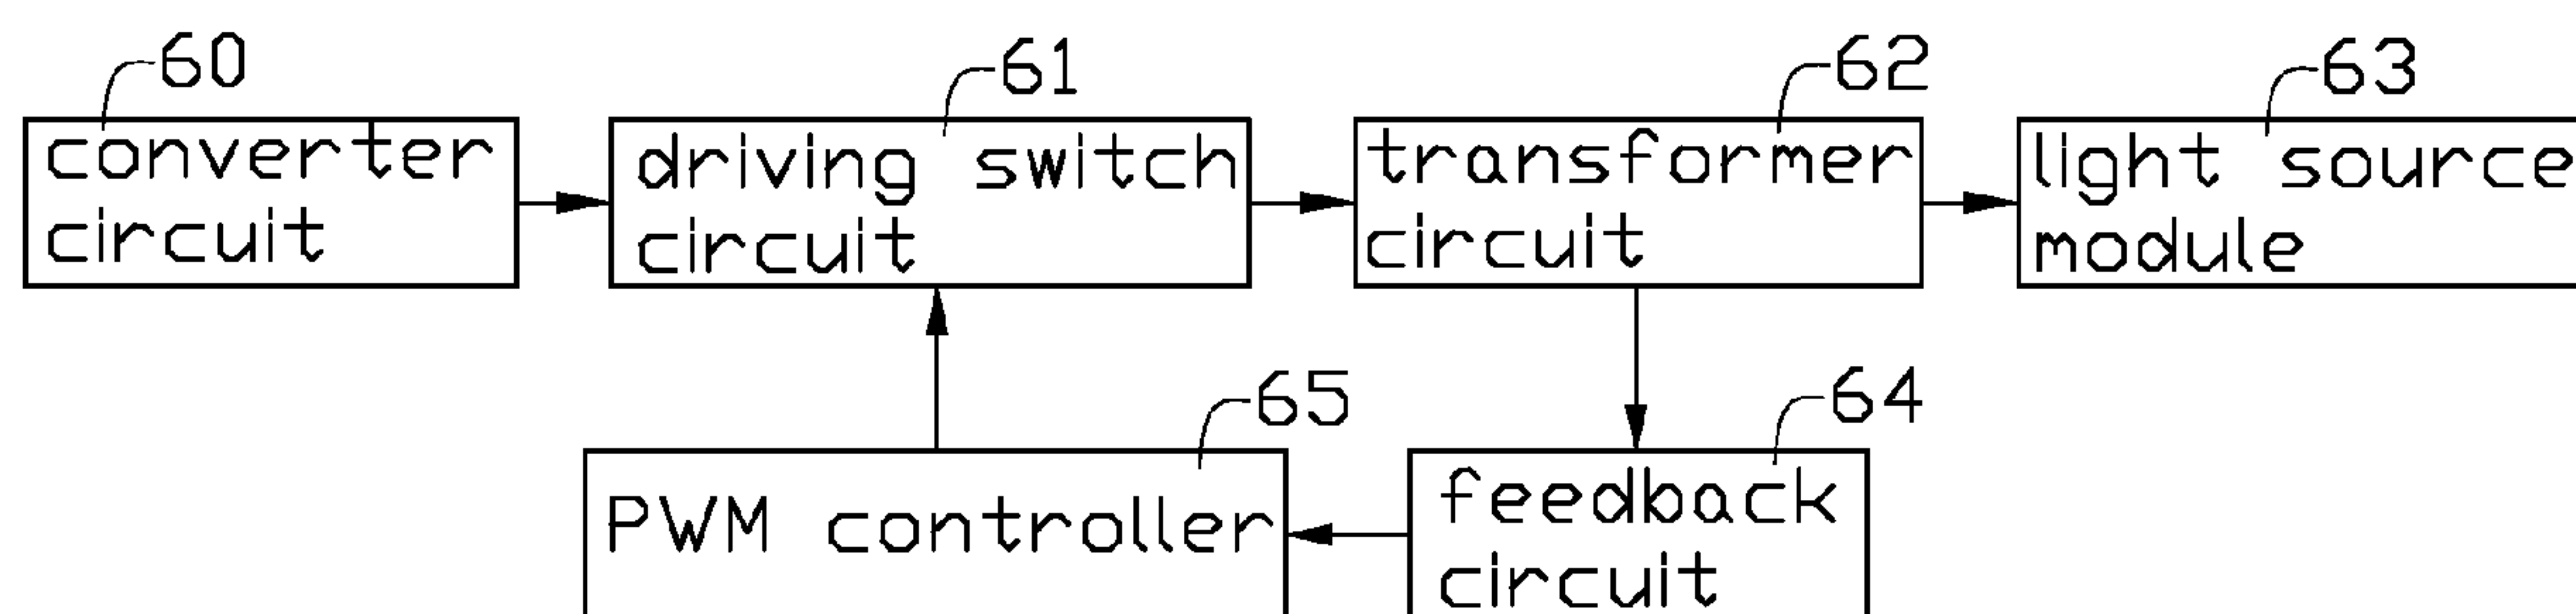 60
61
62
63
converter
circuit
driving switch
circuit
transformer
circuit
light source
module
65
64
PWM controller
feedback
circuit